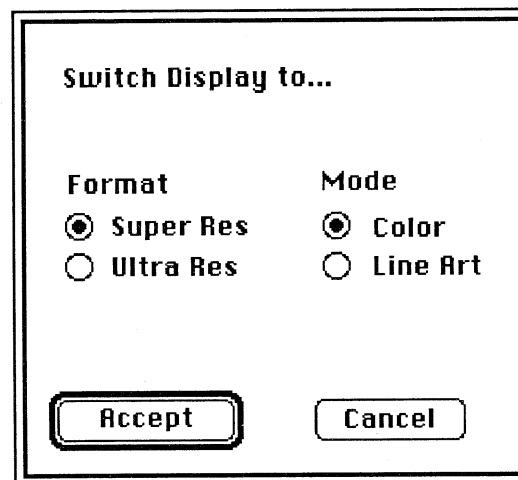 Switch Display to...
Format
Super Res
Ultra Res
Mode
Color
Line Art
Accept
Cancel